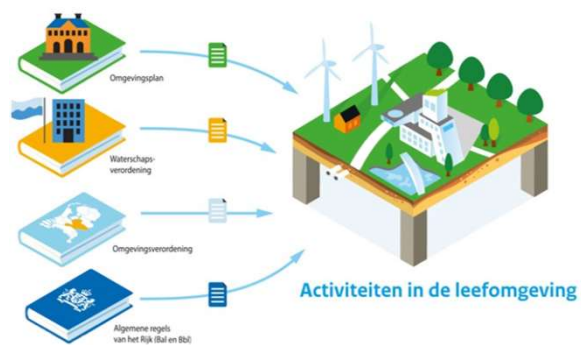 Omgevingsplan
Waterschaps-
verordening
Omgevingsverordening
Algemene regels
van het Rijk (Bal en Bbl)
Activiteiten in de leefomgeving